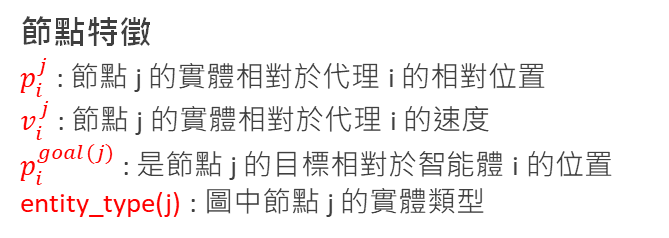 節點特徵
p_i^j : 節點 j 的實體相對於代理 i 的相對位置
v_i^j : 節點 j 的實體相對於代理 i 的速度
p_i^{goal(j)} : 是節點 j 的目標相對於智能體 i 的位置
entity_type(j) : 圖中節點 j 的實體類型